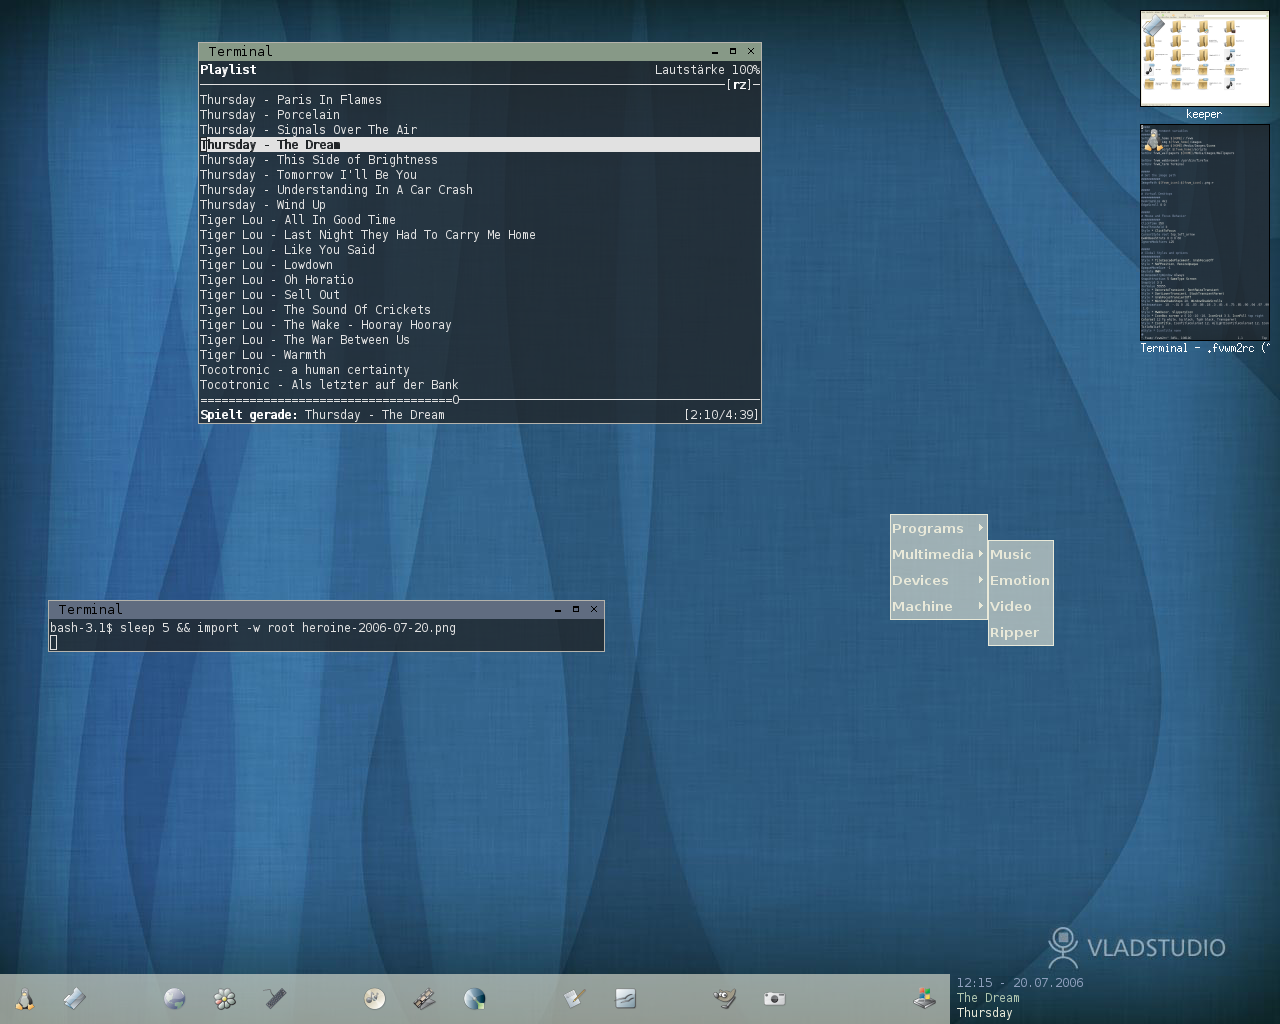 Terminal
Playlist Lautstärke 100%
[rz]
Thursday - Paris In Flames
Thursday - Porcelain
Thursday - Signals Over The Air
Thursday - The Dream
Thursday - This Side of Brightness
Thursday - Tomorrow I'll Be You
Thursday - Understanding In A Car Crash
Thursday - Wind Up
Tiger Lou - All In Good Time
Tiger Lou - Last Night They Had To Carry Me Home
Tiger Lou - Like You Said
Tiger Lou - Lowdown
Tiger Lou - Oh Horatio
Tiger Lou - Sell Out
Tiger Lou - The Sound Of Crickets
Tiger Lou - The Wake - Hooray Hooray
Tiger Lou - The War Between Us
Tiger Lou - Warmth
Tocotronic - a human certainty
Tocotronic - Als letzter auf der Bank
Spielt gerade: Thursday - The Dream [2:10/4:39]
keeper
Terminal - .fvwm2rc (^
Programs
Multimedia
Devices
Machine
Music
Emotion
Video
Ripper
Terminal
bash-3.1$ sleep 5 && import -w root heroine-2006-07-20.png
VLADSTUDIO
12:15 - 20.07.2006
The Dream
Thursday